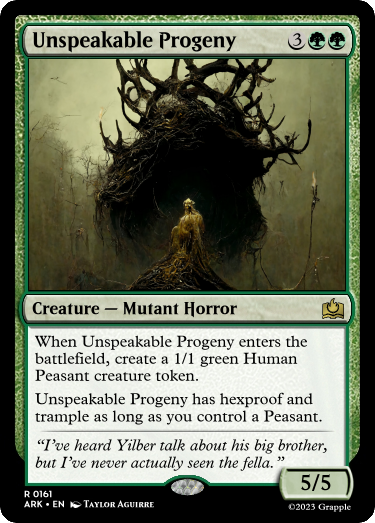 Unspeakable Progeny 3
Creature — Mutant Horror
When Unspeakable Progeny enters the
battlefield, create a 1/1 green Human
Peasant creature token.
Unspeakable Progeny has hexproof and
trample as long as you control a Peasant.
“I’ve heard Yilber talk about his big brother,
but I’ve never actually seen the fella.”
5/5
R 0161
ARK • EN Taylor Aguirre
©2023 Grapple